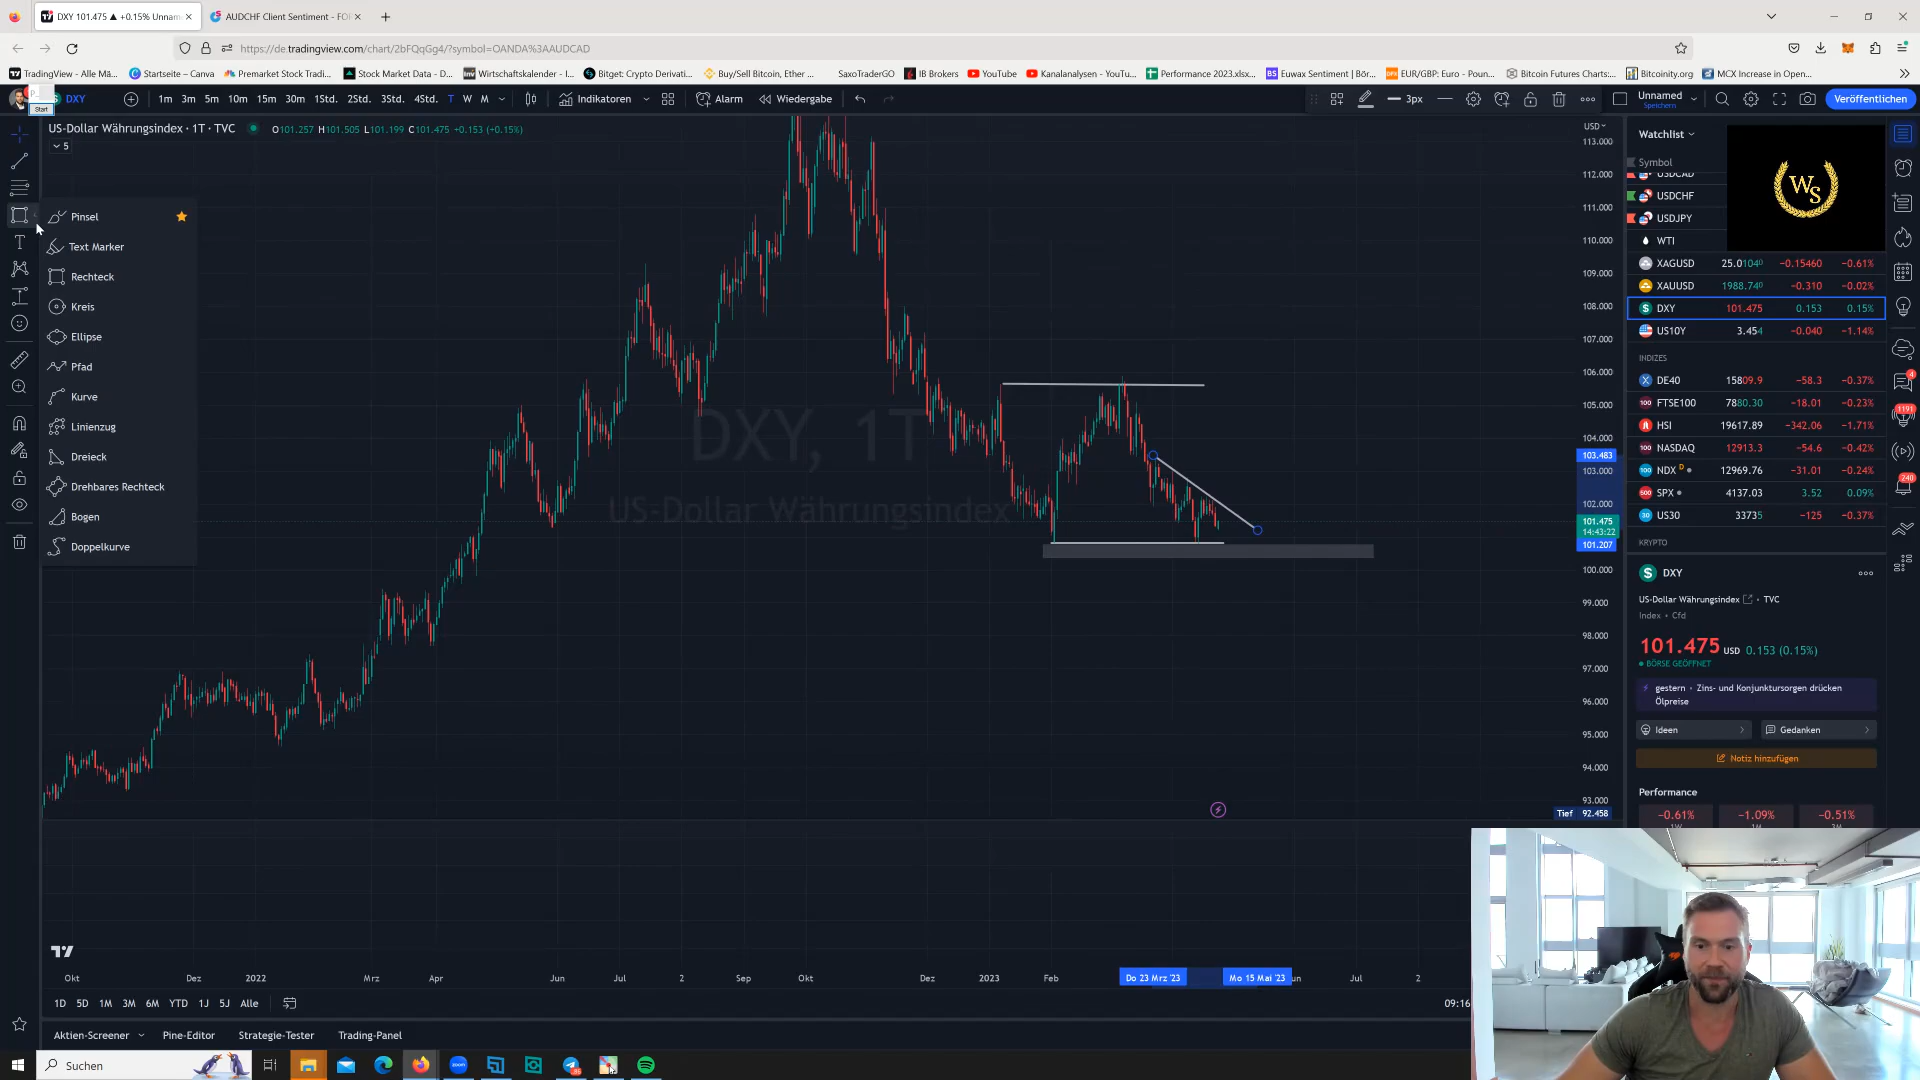 DXY 101.475 ▲ +0.15% Unnam
AUDCHF Client Sentiment - FO
https://de.tradingview.com/chart/2bFQqGg4/?symbol=OANDA%3AAUDCAD
TradingView - Alle Mä...
Startseite – Canva
Premarket Stock Tradi...
Stock Market Data - D...
Wirtschaftskalender - I...
Bitget: Crypto Derivati...
Buy/Sell Bitcoin, Ether ...
SaxoTraderGO
IB Brokers
YouTube
Kanalanalysen - YouT...
Performance 2023.xlsx...
Euwax Sentiment | Bör...
EUR/GBP: Euro - Poun...
Bitcoin Futures Charts:...
Bitcoinity.org
MCX Increase in Open...
Start
DXY
1m 3m 5m 10m 15m 30m 1Std. 2Std. 3Std. 4Std. T W M
Indikatoren
Alarm
Wiedergabe
3px
Unnamed
Speichern
Veröffentlichen
US-Dollar Währungsindex · 1T · TVC
O101.257 H101.505 L101.199 C101.475 +0.153 (+0.15%)
5
Pinsel
Text Marker
Rechteck
Kreis
Ellipse
Pfad
Kurve
Linienzug
Dreieck
Drehbares Rechteck
Bogen
Doppelkurve
DXY, 1T
US-Dollar Währungsindex
USD
113.000
112.000
111.000
110.000
109.000
108.000
107.000
106.000
105.000
104.000
103.483
103.000
102.000
101.475
14:43:22
101.207
100.000
99.000
98.000
97.000
96.000
95.000
94.000
93.000
Tief 92.458
Okt Dez 2022 Mrz Apr Jun Jul 2 Sep Okt Dez 2023 Feb Do 23 Mrz '23 Mo 15 Mai '23 un Jul 2
1D 5D 1M 3M 6M YTD 1J 5J Alle
09:16
Aktien-Screener
Pine-Editor
Strategie-Tester
Trading-Panel
Suchen
Watchlist
Symbol
WS
USDCAD
USDCHF
USDJPY
WTI
XAGUSD 25.01040 −0.15460 −0.61%
XAUUSD 1988.740 −0.310 −0.02%
DXY 101.475 0.153 0.15%
US10Y 3.454 −0.040 −1.14%
INDIZES
DE40 15809.9 −58.3 −0.37%
FTSE100 7880.30 −18.01 −0.23%
HSI 19617.89 −342.06 −1.71%
NASDAQ 12913.3 −54.6 −0.42%
NDX D 12969.76 −31.01 −0.24%
SPX 4137.03 3.52 0.09%
US30 33735 −125 −0.37%
KRYPTO
DXY
US-Dollar Währungsindex · TVC
Index · Cfd
101.475 USD 0.153 (0.15%)
BÖRSE GEÖFFNET
gestern · Zins- und Konjunktursorgen drücken
Ölpreise
Ideen
Gedanken
Notiz hinzufügen
Performance
−0.61% −1.09% −0.51%
4
1191
240